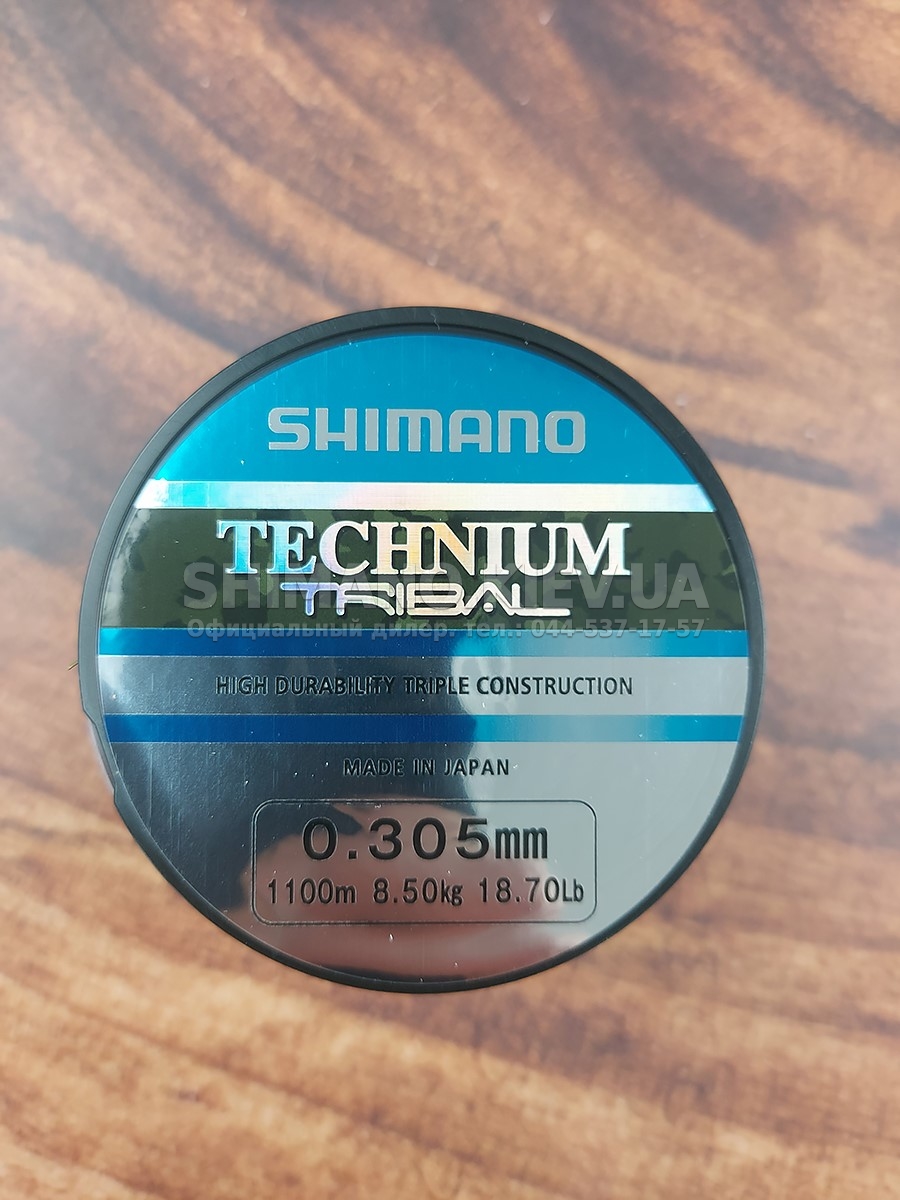 SHIMANO
TECHNIUM
SHIMANO.KIEV.UA
TRIBAL
Официальный дилер. тел.: 044-537-17-57
HIGH DURABILITY TRIPLE CONSTRUCTION
MADE IN JAPAN
0.305mm
1100m 8.50kg 18.70Lb